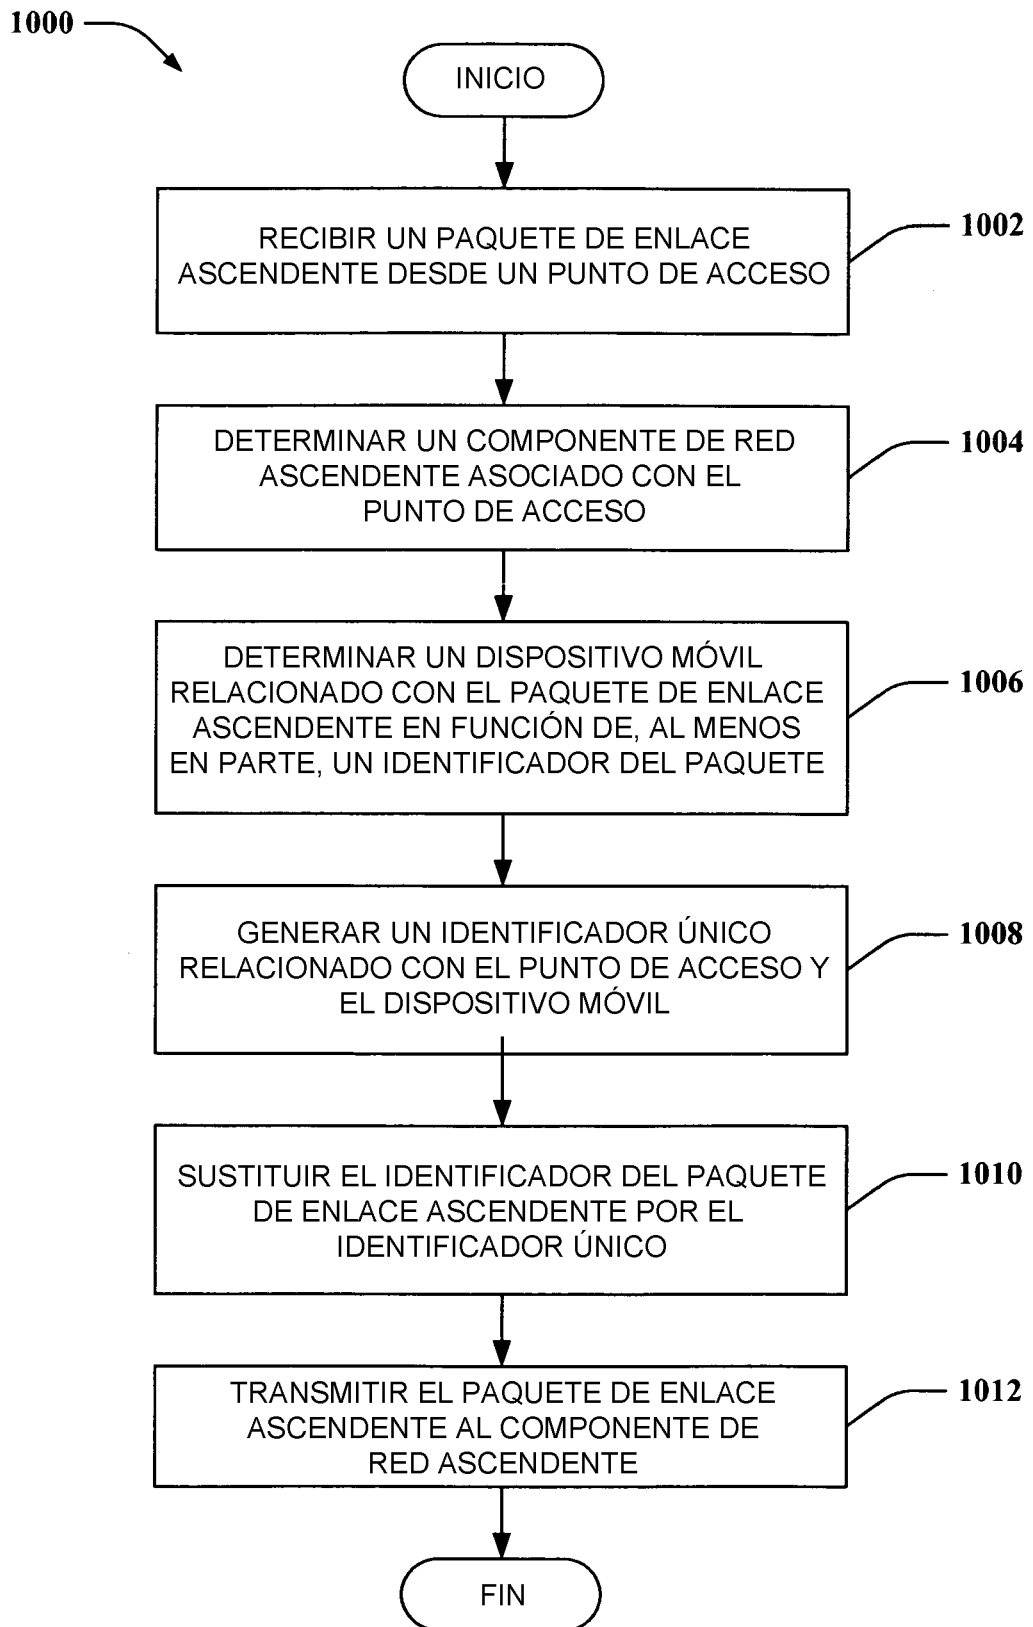 1000
INICIO
RECIBIR UN PAQUETE DE ENLACE
ASCENDENTE DESDE UN PUNTO DE ACCESO
1002
DETERMINAR UN COMPONENTE DE RED
ASCENDENTE ASOCIADO CON EL
PUNTO DE ACCESO
1004
DETERMINAR UN DISPOSITIVO MÓVIL
RELACIONADO CON EL PAQUETE DE ENLACE
ASCENDENTE EN FUNCIÓN DE, AL MENOS
EN PARTE, UN IDENTIFICADOR DEL PAQUETE
1006
GENERAR UN IDENTIFICADOR ÚNICO
RELACIONADO CON EL PUNTO DE ACCESO Y
EL DISPOSITIVO MÓVIL
1008
SUSTITUIR EL IDENTIFICADOR DEL PAQUETE
DE ENLACE ASCENDENTE POR EL
IDENTIFICADOR ÚNICO
1010
TRANSMITIR EL PAQUETE DE ENLACE
ASCENDENTE AL COMPONENTE DE
RED ASCENDENTE
1012
FIN